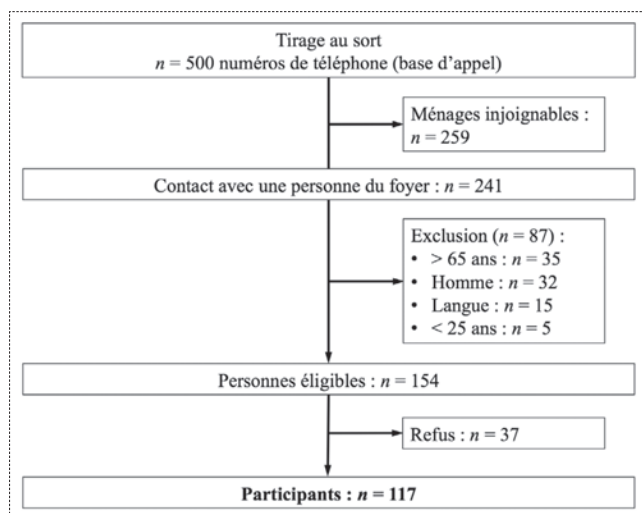 Tirage au sort
n = 500 numéros de téléphone (base d’appel)
Ménages injoignables :
n = 259
Contact avec une personne du foyer : n = 241
Exclusion (n = 87) :
• > 65 ans : n = 35
• Homme : n = 32
• Langue : n = 15
• < 25 ans : n = 5
Personnes éligibles : n = 154
Refus : n = 37
Participants : n = 117